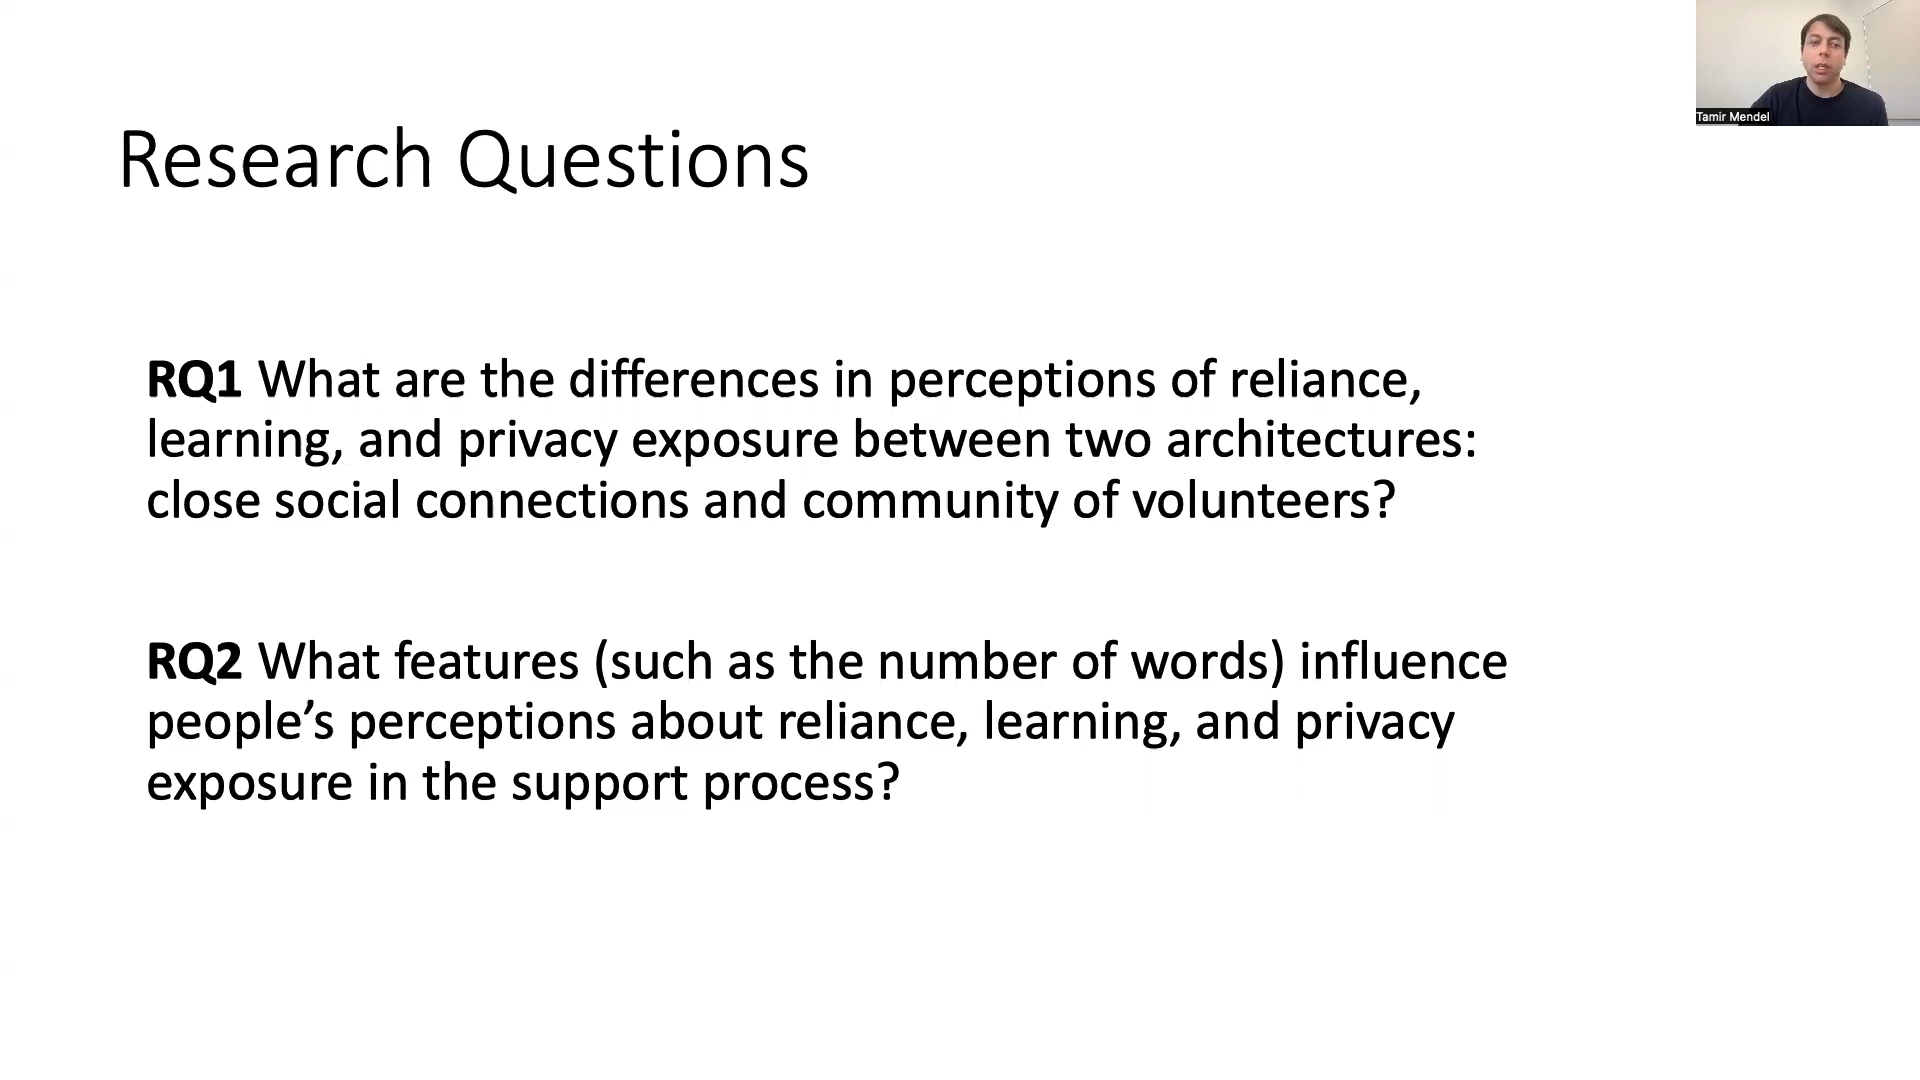 Tamir Mendel
Research Questions
RQ1 What are the differences in perceptions of reliance,
learning, and privacy exposure between two architectures:
close social connections and community of volunteers?
RQ2 What features (such as the number of words) influence
people’s perceptions about reliance, learning, and privacy
exposure in the support process?